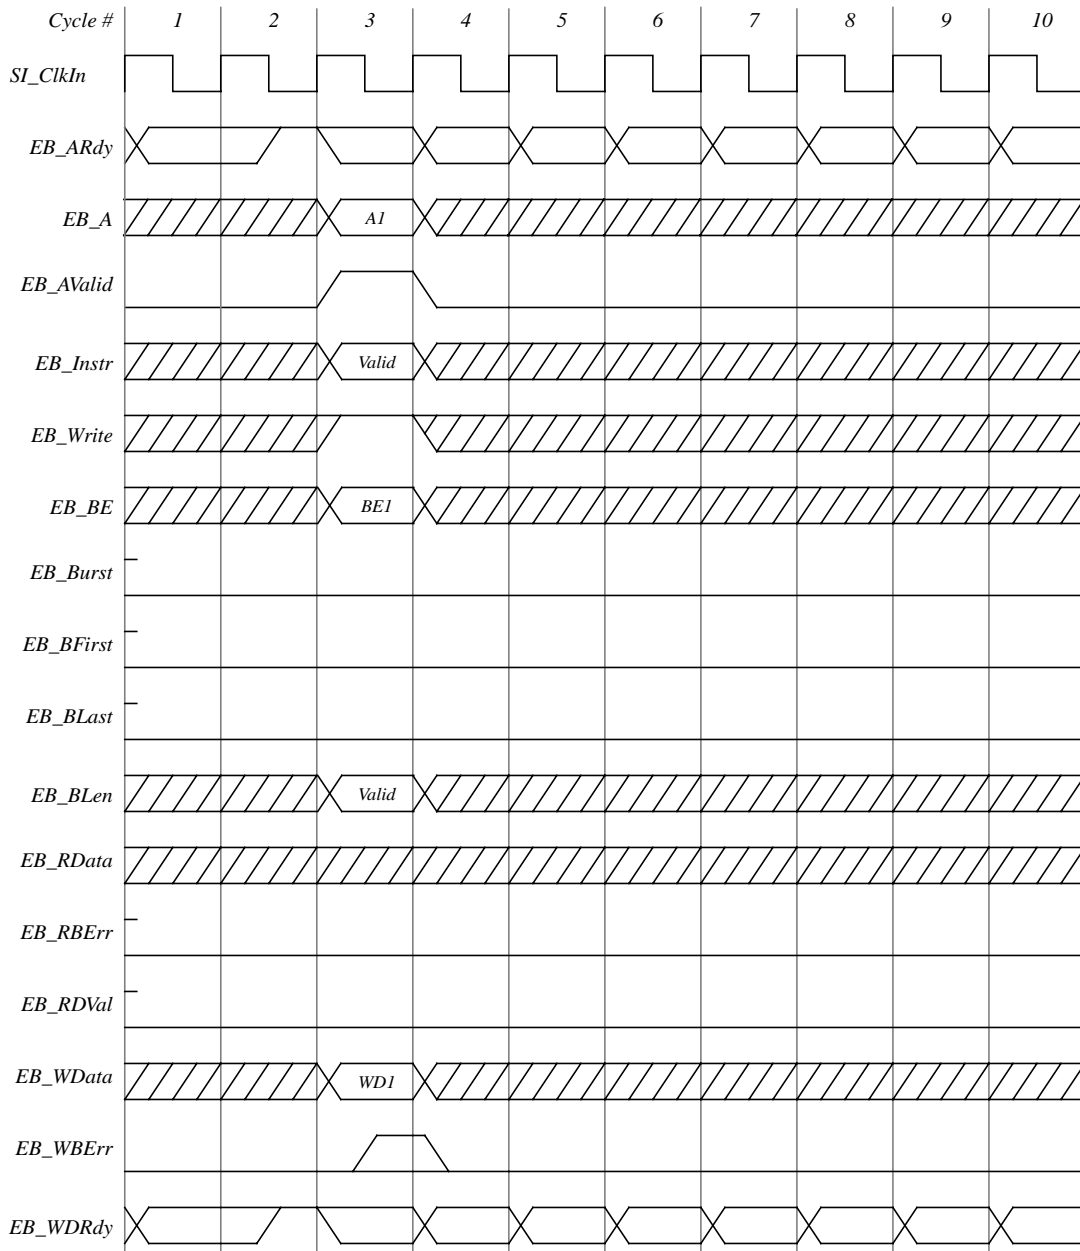 Cycle # 1 2 3 4 5 6 7 8 9 10
SI_ClkIn
EB_ARdy
EB_A A1
EB_AValid
EB_Instr Valid
EB_Write
EB_BE BE1
EB_Burst
EB_BFirst
EB_BLast
EB_BLen Valid
EB_RData
EB_RBErr
EB_RDVal
EB_WData WD1
EB_WBErr
EB_WDRdy